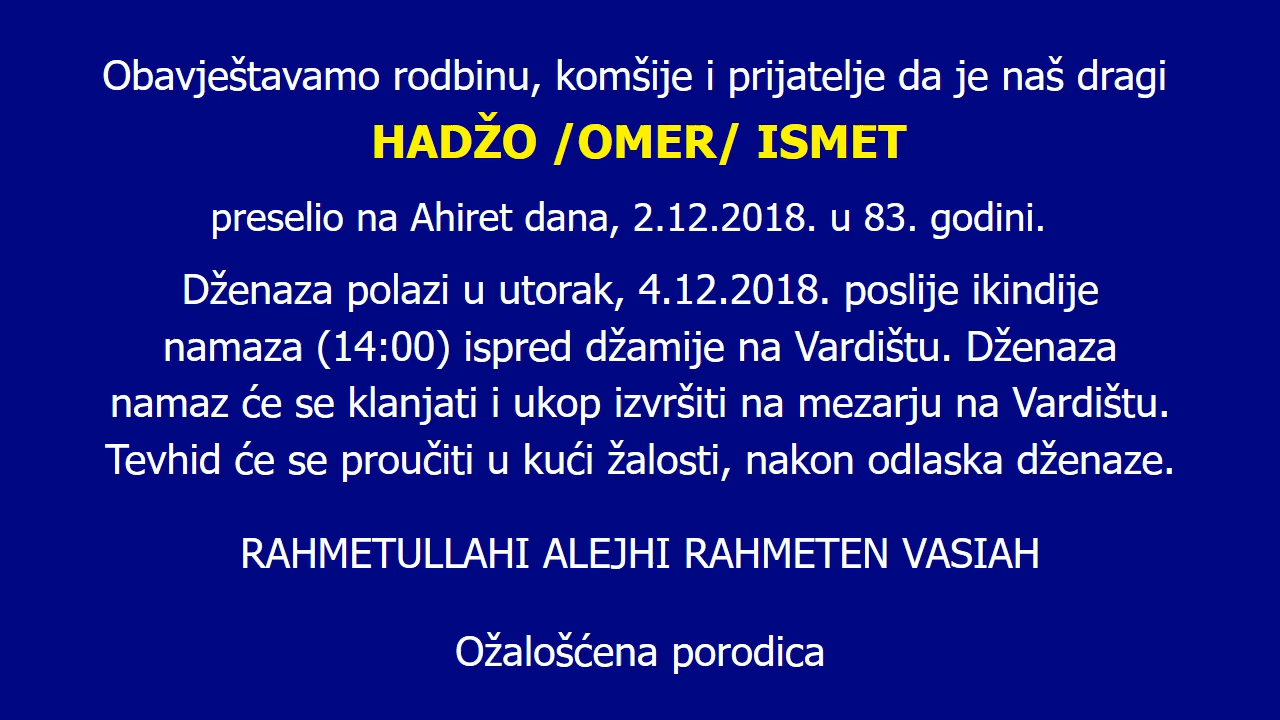 Obavještavamo rodbinu, komšije i prijatelje da je naš dragi
HADŽO /OMER/ ISMET
preselio na Ahiret dana, 2.12.2018. u 83. godini.
Dženaza polazi u utorak, 4.12.2018. poslije ikindije
namaza (14:00) ispred džamije na Vardištu. Dženaza
namaz će se klanjati i ukop izvršiti na mezarju na Vardištu.
Tevhid će se proučiti u kući žalosti, nakon odlaska dženaze.
RAHMETULLAHI ALEJHI RAHMETEN VASIAH
Ožalošćena porodica